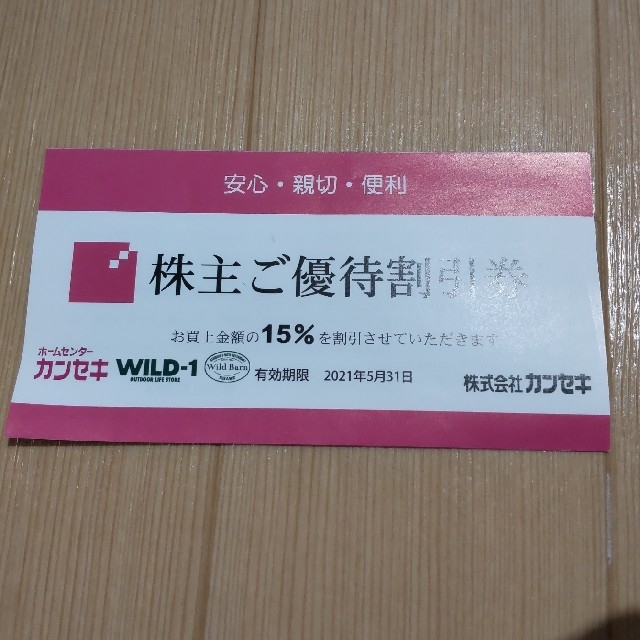 安心・親切・便利
株主ご優待割引券
お買上金額の15%を割引させていただきます
ホームセンター
カンセキ
WILD-1
OUTDOOR LIFE STORE
Wild Barn
有効期限 2021年5月31日
株式会社カンセキ